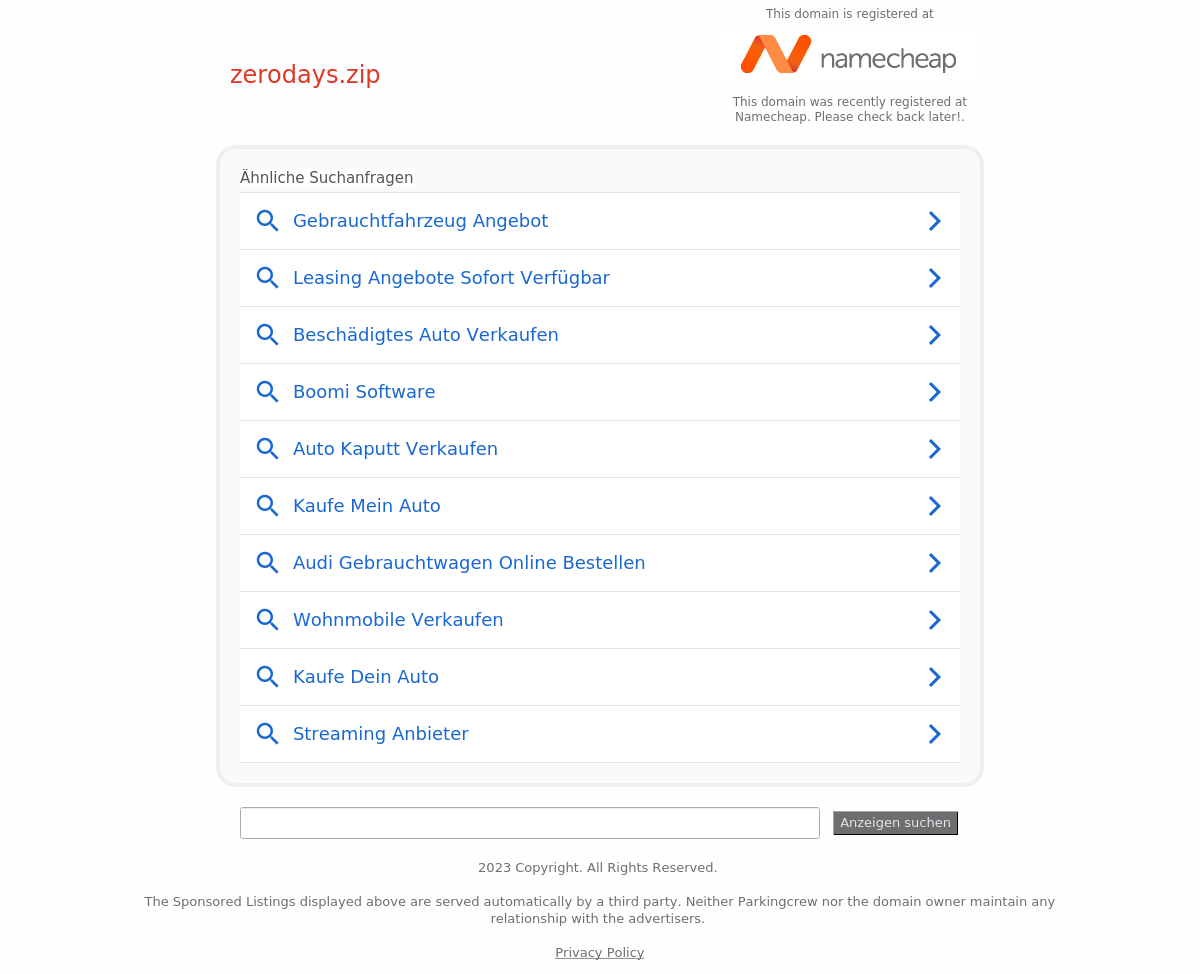 This domain is registered at
namecheap
zerodays.zip
This domain was recently registered at
Namecheap. Please check back later!.
Ähnliche Suchanfragen
Gebrauchtfahrzeug Angebot
Leasing Angebote Sofort Verfügbar
Beschädigtes Auto Verkaufen
Boomi Software
Auto Kaputt Verkaufen
Kaufe Mein Auto
Audi Gebrauchtwagen Online Bestellen
Wohnmobile Verkaufen
Kaufe Dein Auto
Streaming Anbieter
Anzeigen suchen
2023 Copyright. All Rights Reserved.
The Sponsored Listings displayed above are served automatically by a third party. Neither Parkingcrew nor the domain owner maintain any
relationship with the advertisers.
Privacy Policy